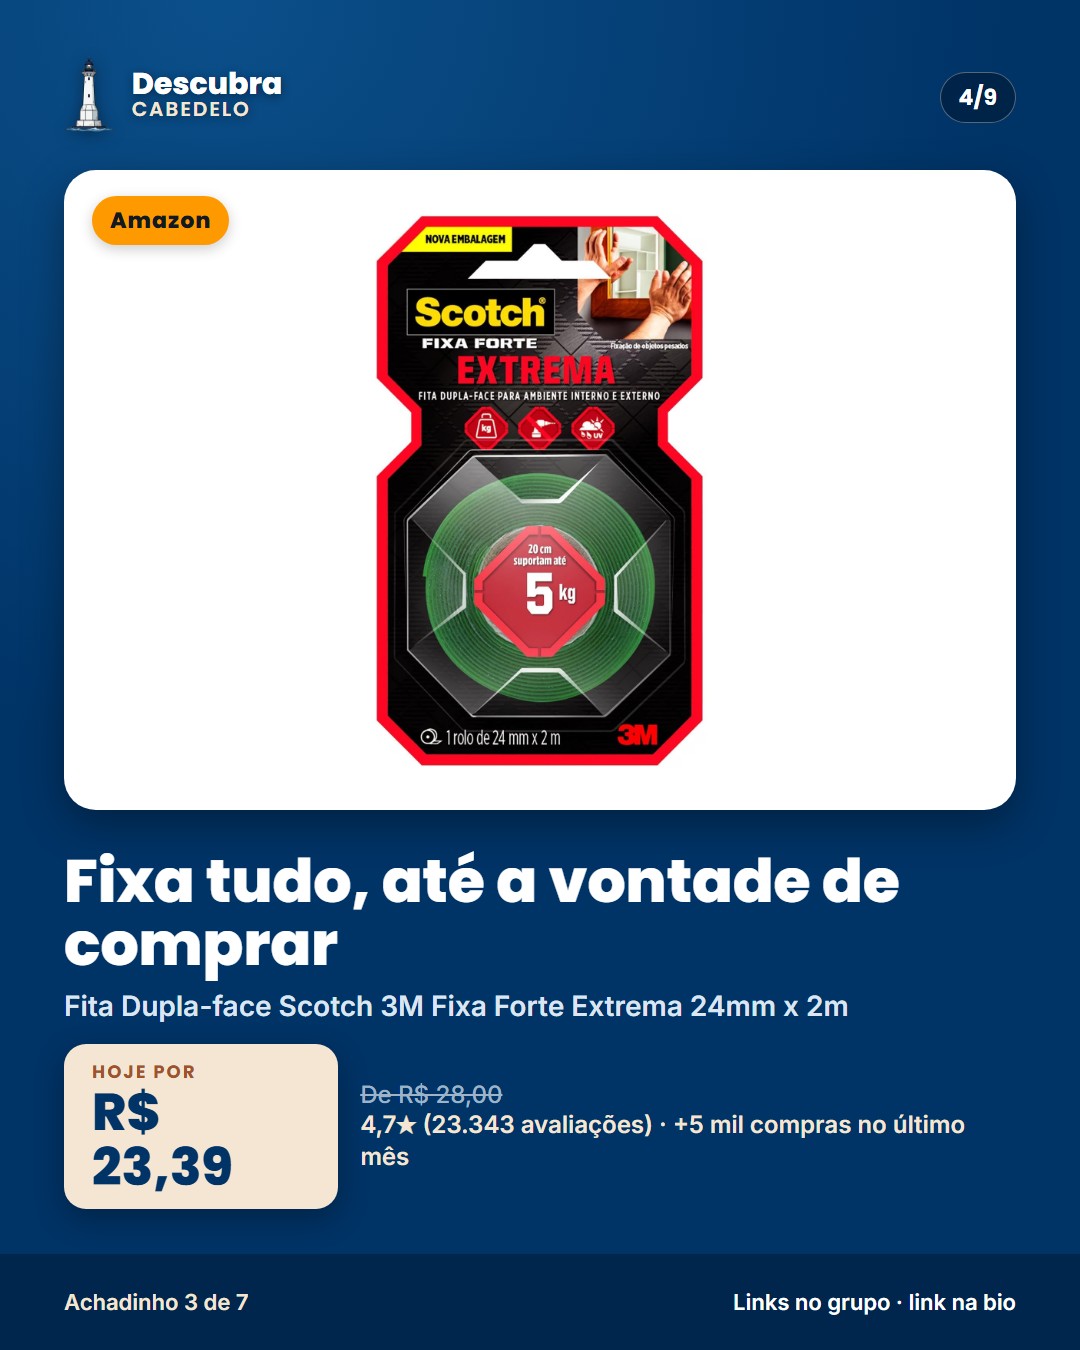 Descubra
CABEDELO
4/9
Amazon
NOVA EMBALAGEM
Scotch®
FIXA FORTE
Fixação de objetos pesados
EXTREMA
FITA DUPLA-FACE PARA AMBIENTE INTERNO E EXTERNO
kg
UV
20 cm
suportam até
5 kg
1 rolo de 24 mm x 2 m
3M
Fixa tudo, até a vontade de
comprar
Fita Dupla-face Scotch 3M Fixa Forte Extrema 24mm x 2m
HOJE POR
R$
23,39
De R$ 28,00
4,7★ (23.343 avaliações) · +5 mil compras no último
mês
Achadinho 3 de 7
Links no grupo · link na bio